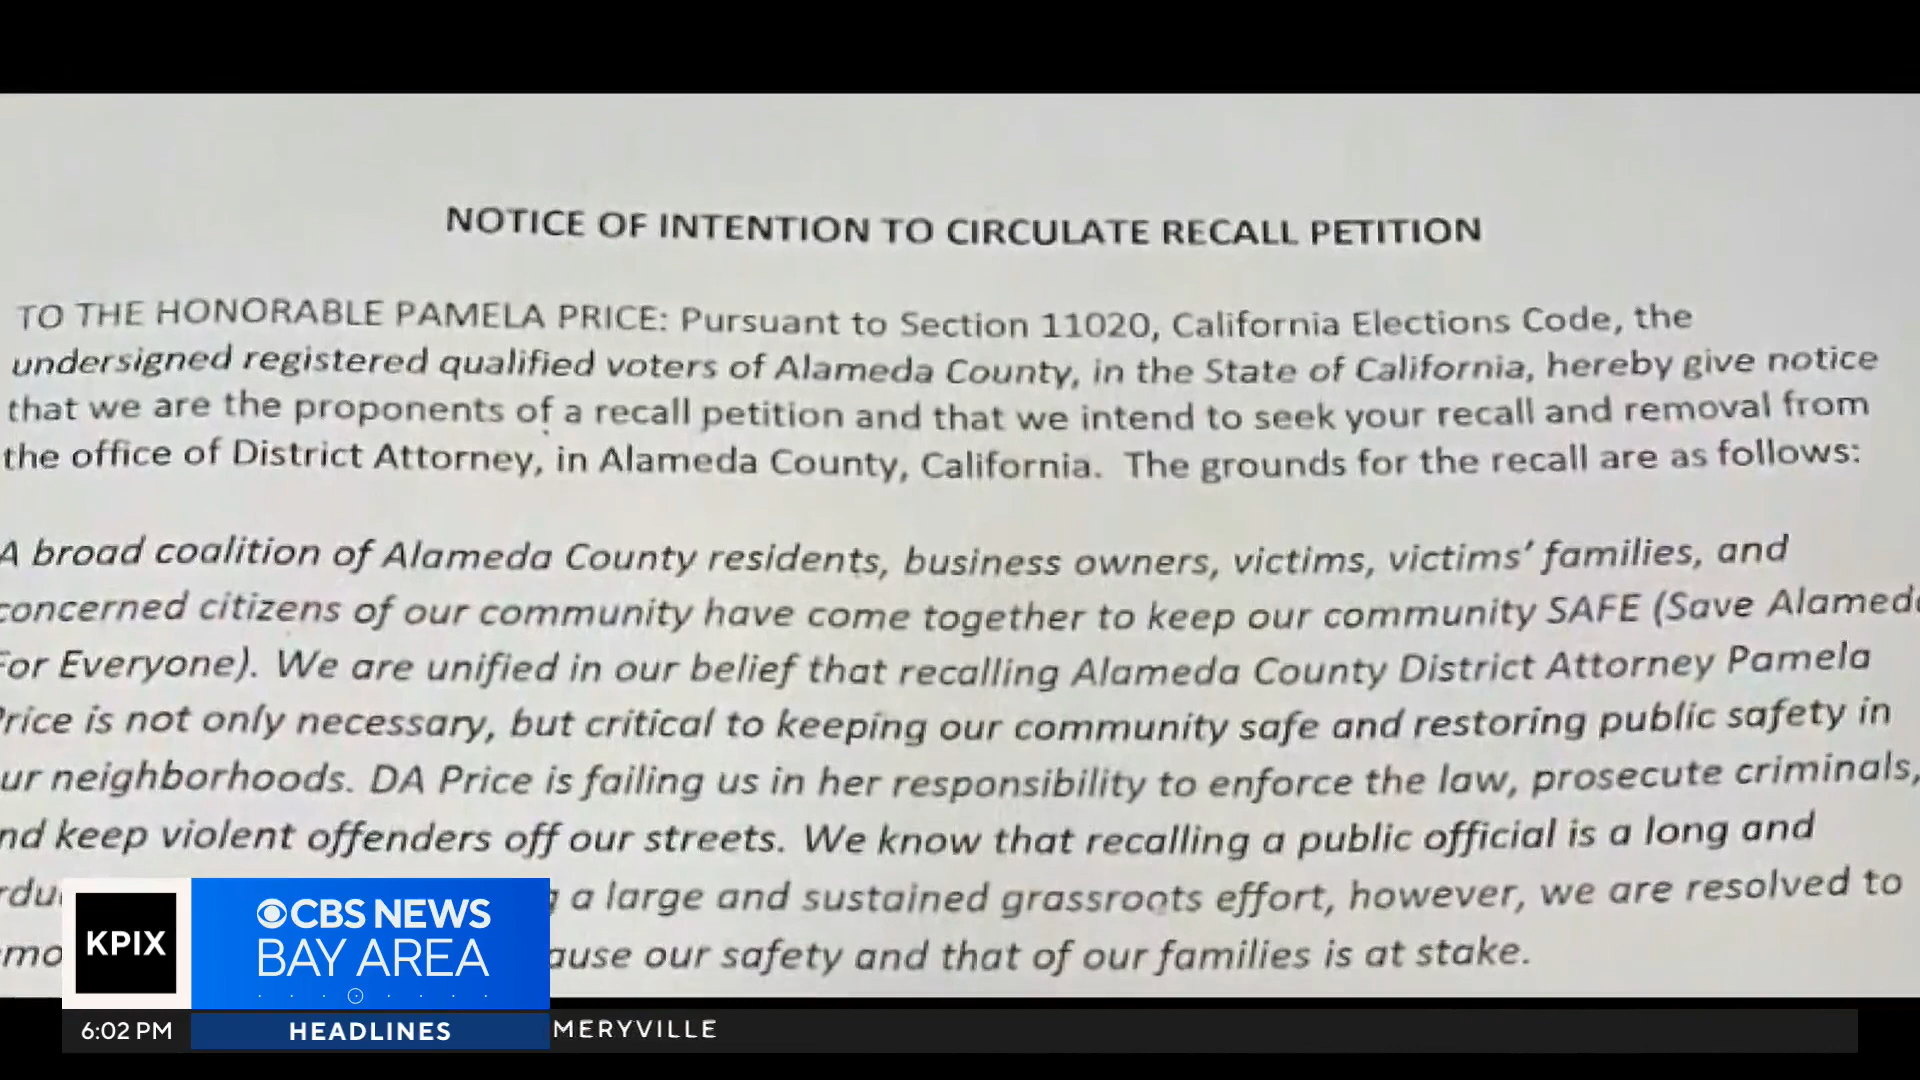 NOTICE OF INTENTION TO CIRCULATE RECALL PETITION
TO THE HONORABLE PAMELA PRICE: Pursuant to Section 11020, California Elections Code, the
undersigned registered qualified voters of Alameda County, in the State of California, hereby give notice
that we are the proponents of a recall petition and that we intend to seek your recall and removal from
the office of District Attorney, in Alameda County, California. The grounds for the recall are as follows:
A broad coalition of Alameda County residents, business owners, victims, victims' families, and
concerned citizens of our community have come together to keep our community SAFE (Save Alameda
For Everyone). We are unified in our belief that recalling Alameda County District Attorney Pamela
Price is not only necessary, but critical to keeping our community safe and restoring public safety in
ur neighborhoods. DA Price is failing us in her responsibility to enforce the law, prosecute criminals,
nd keep violent offenders off our streets. We know that recalling a public official is a long and
a large and sustained grassroots effort, however, we are resolved to
ause our safety and that of our families is at stake.
KPIX
CBS NEWS
BAY AREA
6:02 PM
HEADLINES
MERYVILLE